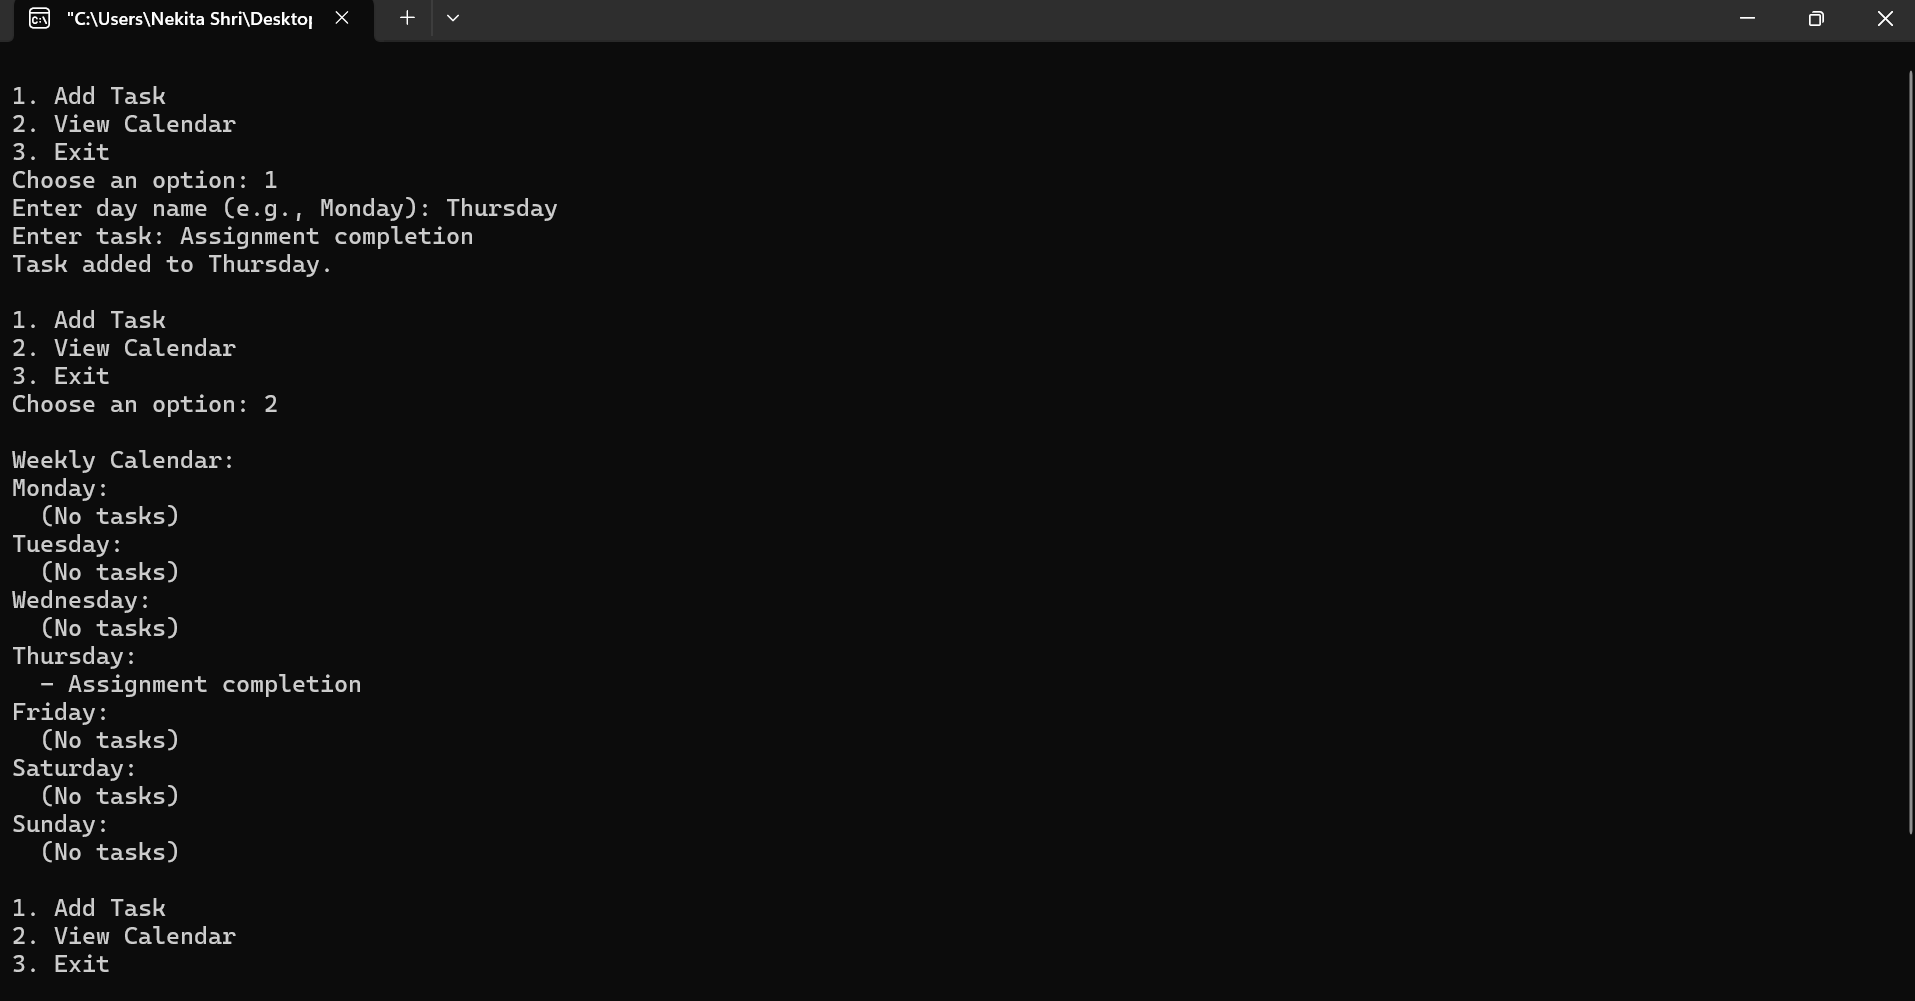 "C:\Users\Nekita Shri\Desktop
1. Add Task
2. View Calendar
3. Exit
Choose an option: 1
Enter day name (e.g., Monday): Thursday
Enter task: Assignment completion
Task added to Thursday.
1. Add Task
2. View Calendar
3. Exit
Choose an option: 2
Weekly Calendar:
Monday:
  (No tasks)
Tuesday:
  (No tasks)
Wednesday:
  (No tasks)
Thursday:
  - Assignment completion
Friday:
  (No tasks)
Saturday:
  (No tasks)
Sunday:
  (No tasks)
1. Add Task
2. View Calendar
3. Exit